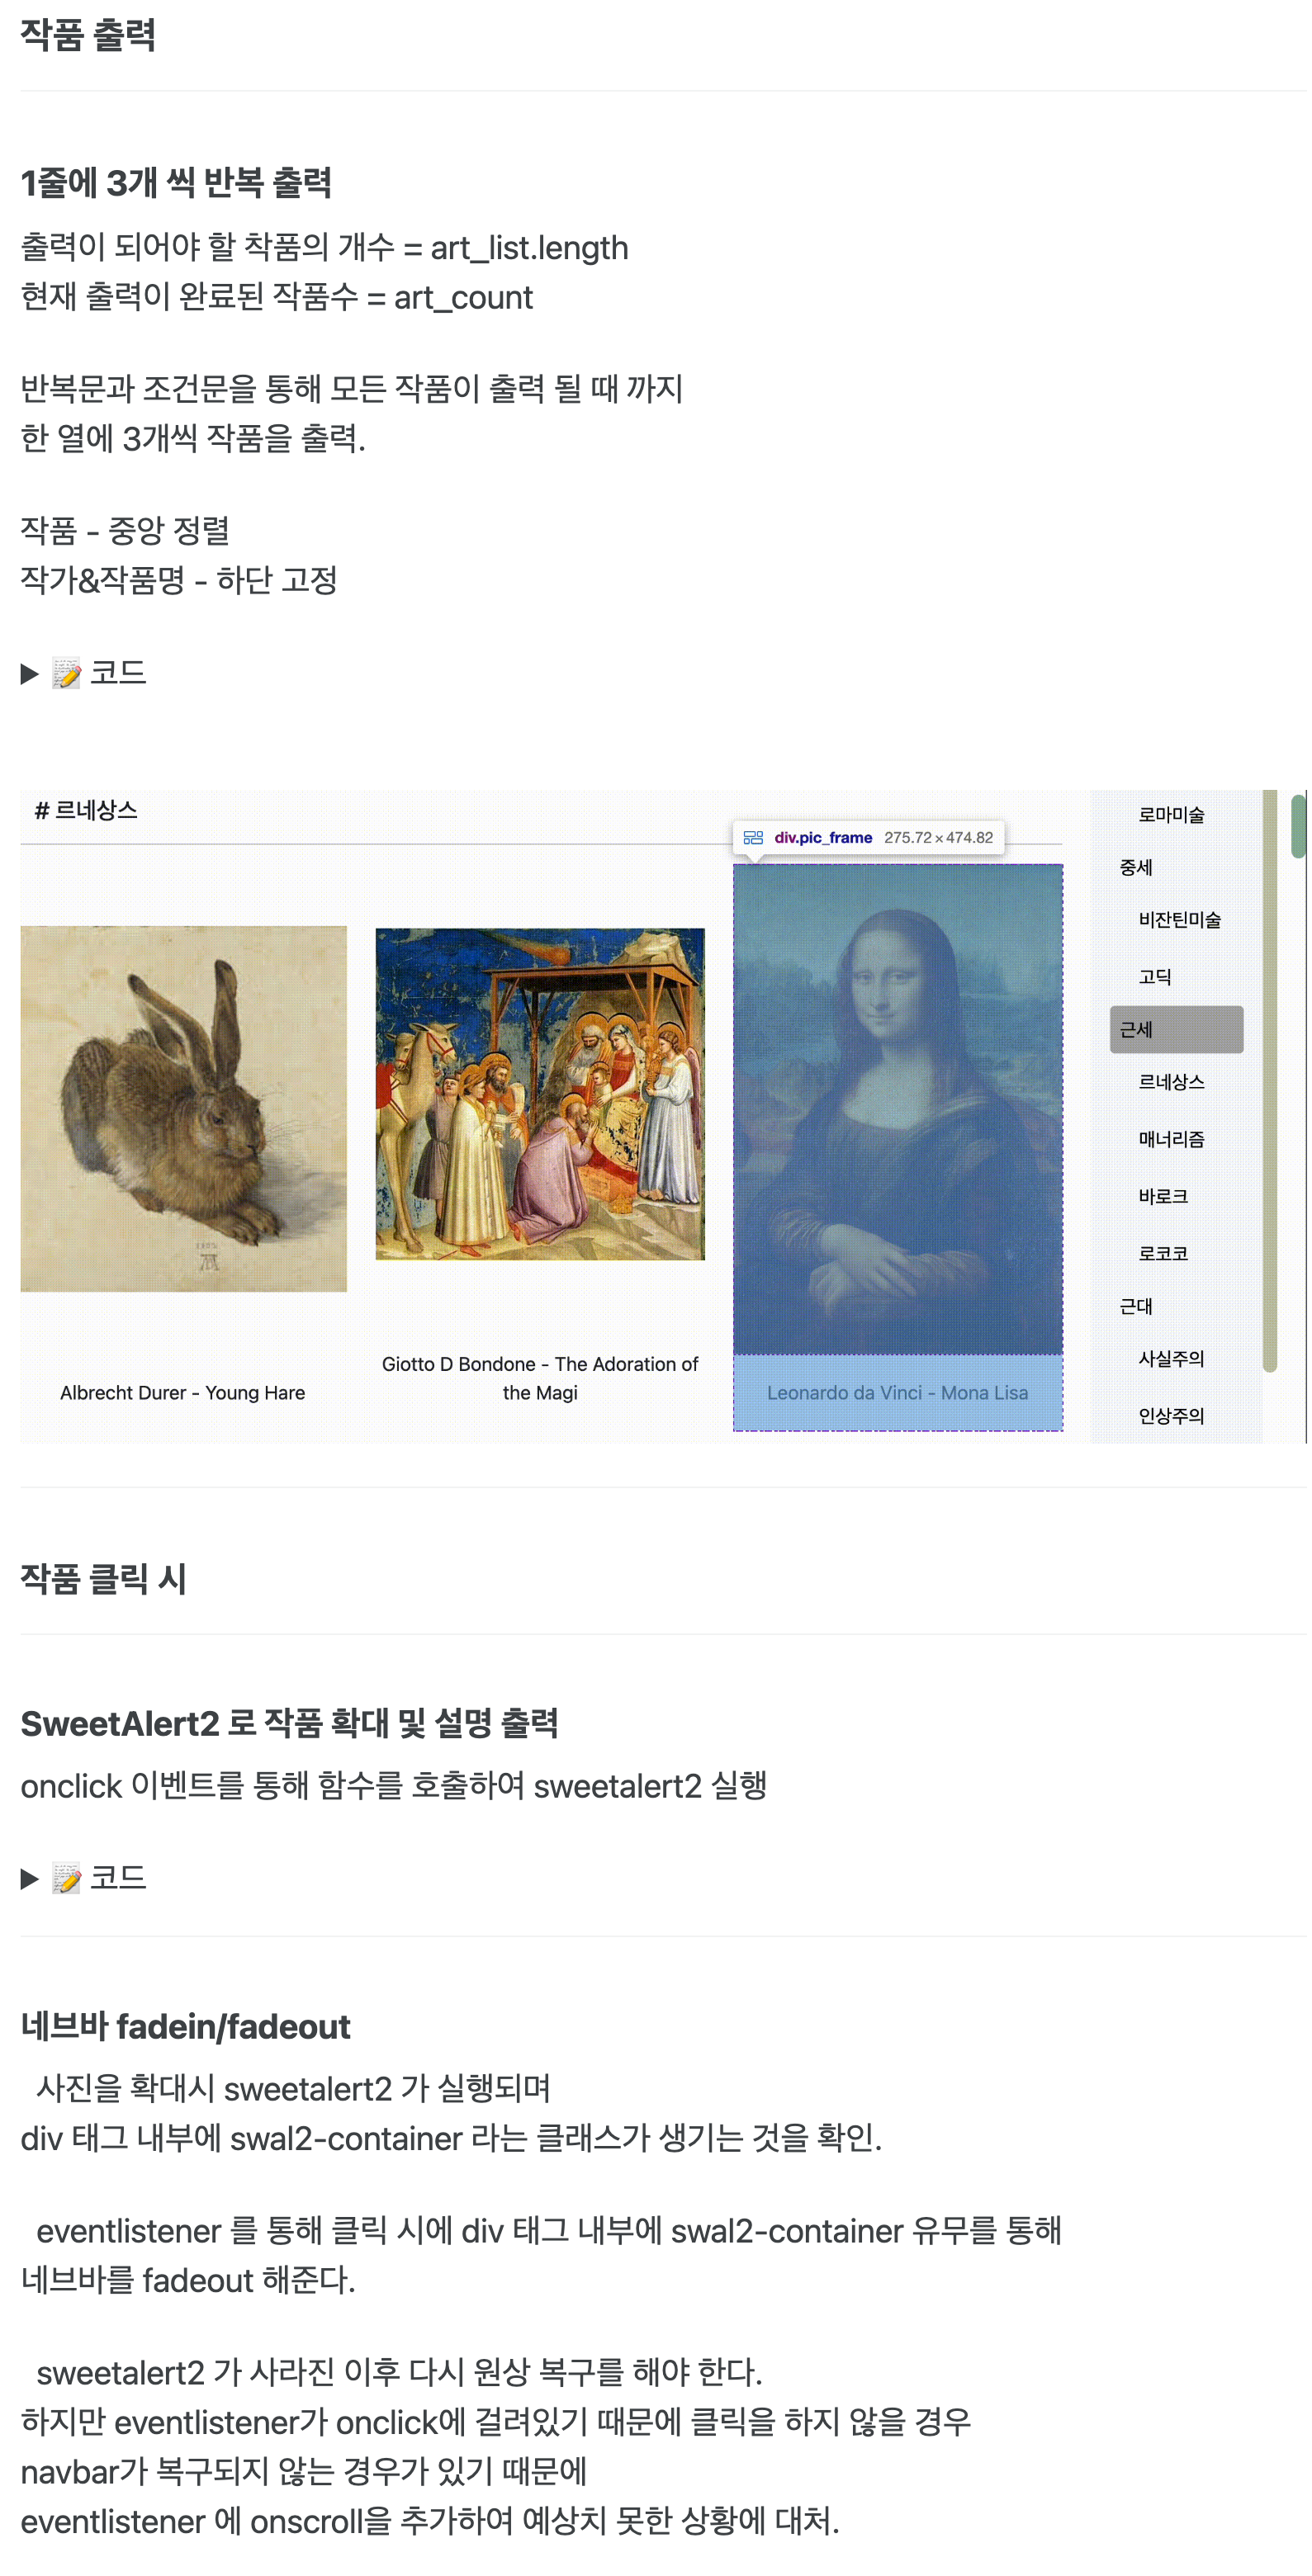 작품 출력
1줄에 3개 씩 반복 출력
출력이 되어야 할 착품의 개수 = art_list.length
현재 출력이 완료된 작품수 = art_count
반복문과 조건문을 통해 모든 작품이 출력 될 때 까지
한 열에 3개씩 작품을 출력.
작품 - 중앙 정렬
작가&작품명 - 하단 고정
▶ 📝 코드
# 르네상스
div.pic_frame 275.72×474.82
Albrecht Durer - Young Hare
Giotto D Bondone - The Adoration of
the Magi
Leonardo da Vinci - Mona Lisa
로마미술
중세
비잔틴미술
고딕
근세
르네상스
매너리즘
바로크
로코코
근대
사실주의
인상주의
작품 클릭 시
SweetAlert2 로 작품 확대 및 설명 출력
onclick 이벤트를 통해 함수를 호출하여 sweetalert2 실행
▶ 📝 코드
네브바 fadein/fadeout
사진을 확대시 sweetalert2 가 실행되며
div 태그 내부에 swal2-container 라는 클래스가 생기는 것을 확인.
eventlistener 를 통해 클릭 시에 div 태그 내부에 swal2-container 유무를 통해
네브바를 fadeout 해준다.
sweetalert2 가 사라진 이후 다시 원상 복구를 해야 한다.
하지만 eventlistener가 onclick에 걸려있기 때문에 클릭을 하지 않을 경우
navbar가 복구되지 않는 경우가 있기 때문에
eventlistener 에 onscroll을 추가하여 예상치 못한 상황에 대처.